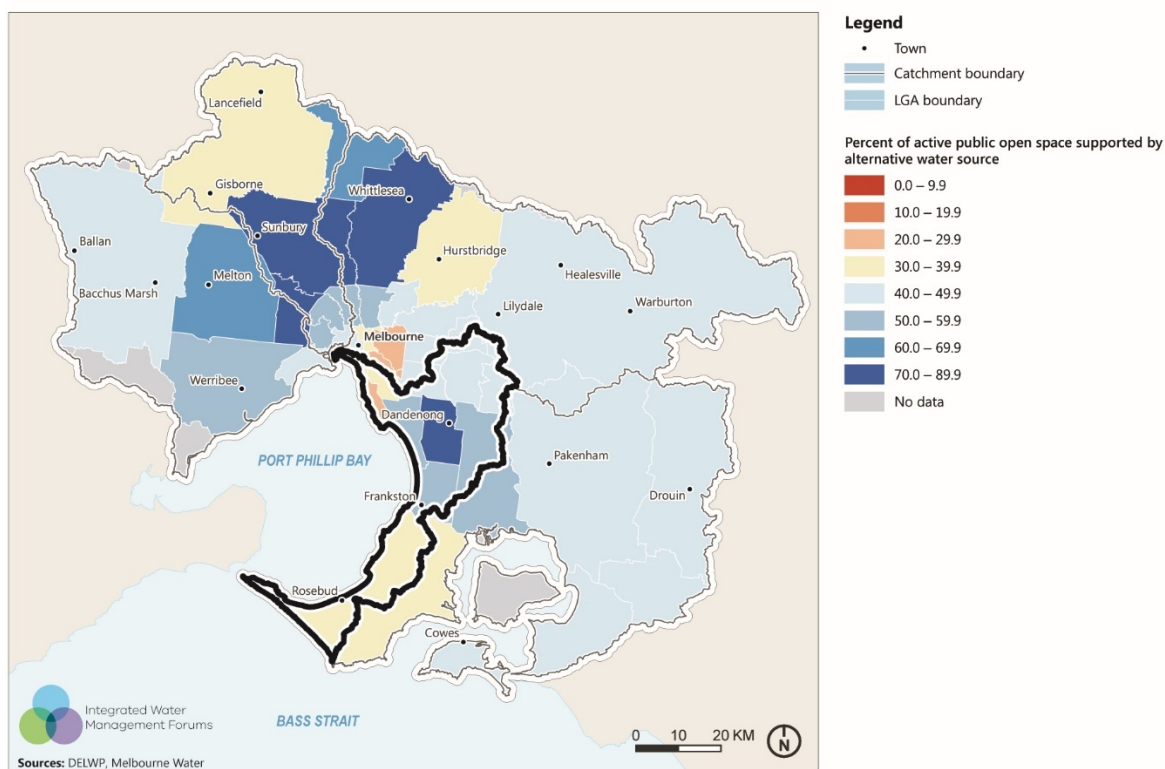 Lancefield
Gisborne
Whittlesea
Sunbury
Ballan
Hurstbridge
Melton
Healesville
Bacchus Marsh
Lilydale
Warburton
Melbourne
Werribee
Dandenong
PORT PHILLIP BAY
Pakenham
Drouin
Frankston
Rosebud
Cowes
Integrated Water
Management Forums
BASS STRAIT
0 10 20 KM
N
Sources: DELWP, Melbourne Water
Legend
Town
Catchment boundary
LGA boundary
Percent of active public open space supported by
alternative water source
0.0 – 9.9
10.0 – 19.9
20.0 – 29.9
30.0 – 39.9
40.0 – 49.9
50.0 – 59.9
60.0 – 69.9
70.0 – 89.9
No data